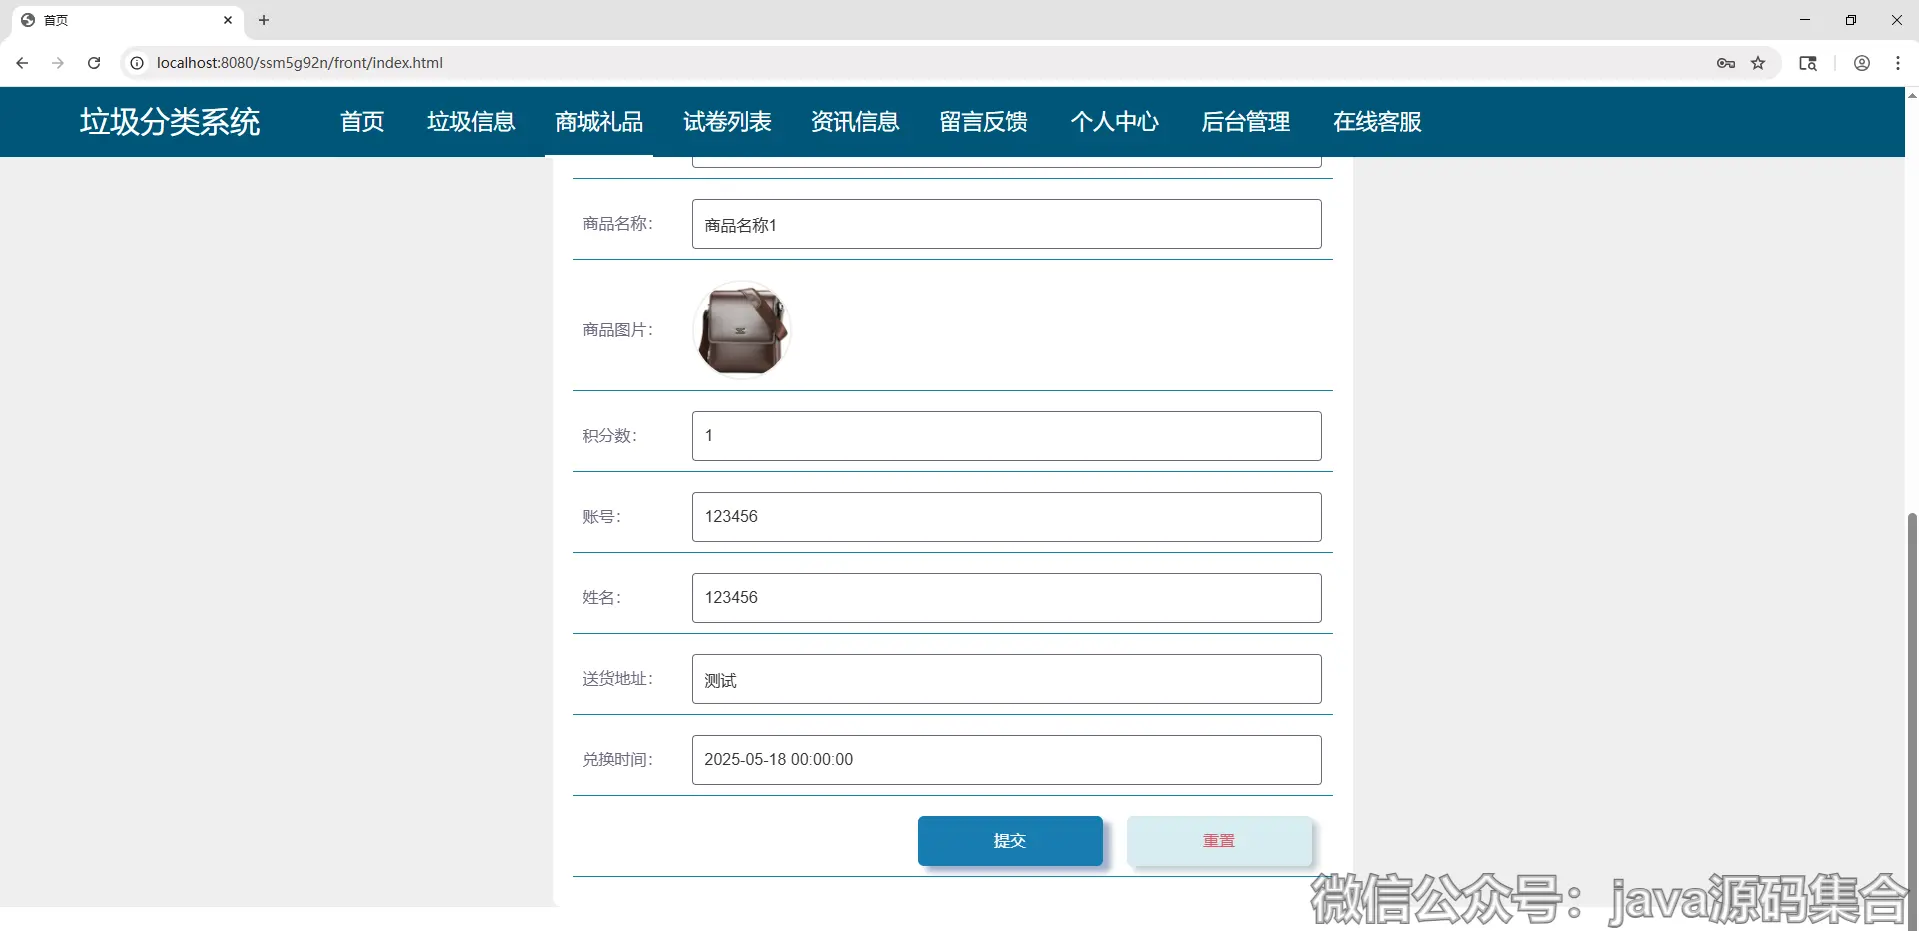 首页
localhost:8080/ssm5g92n/front/index.html
垃圾分类系统 首页 垃圾信息 商城礼品 试卷列表 资讯信息 留言反馈 个人中心 后台管理 在线客服
商品名称: 商品名称1
商品图片:
积分数: 1
账号: 123456
姓名: 123456
送货地址: 测试
兑换时间: 2025-05-18 00:00:00
提交 重置
微信公众号：java源码集合